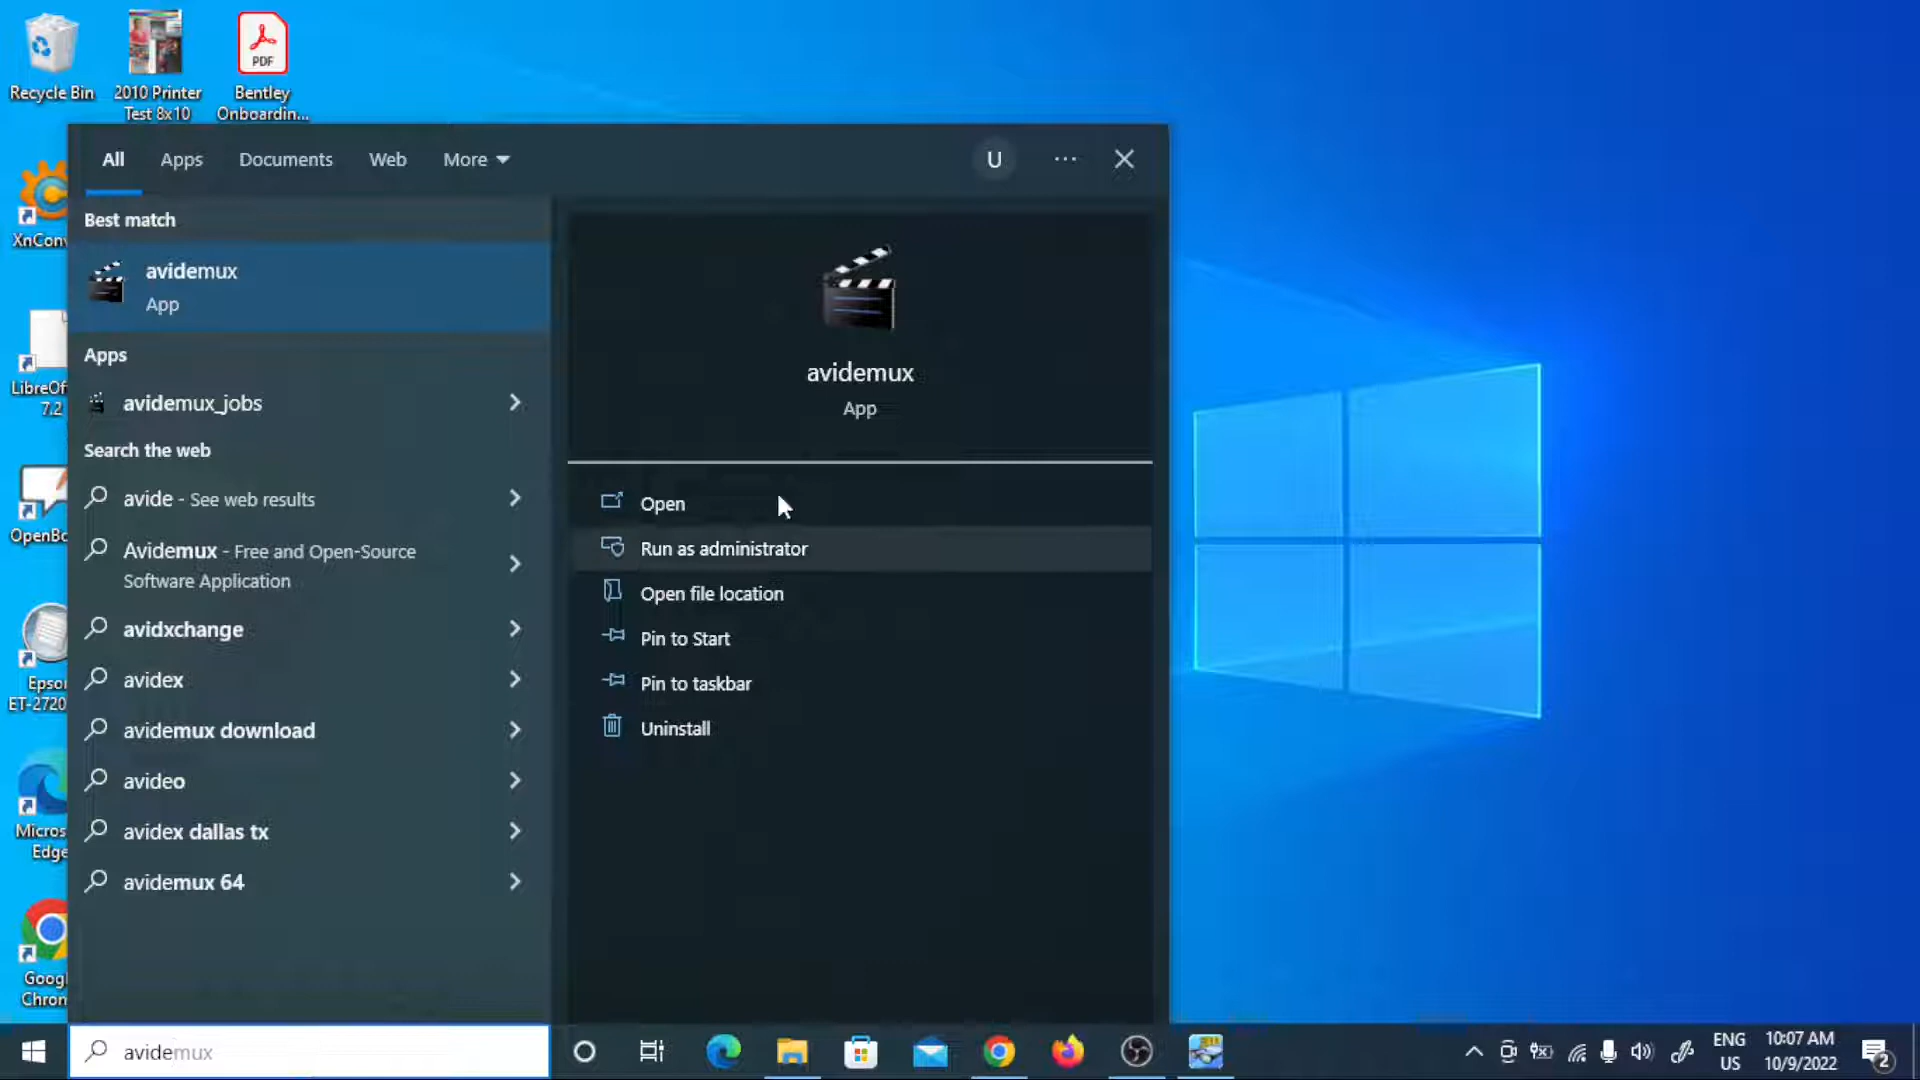 Recycle Bin
2010 Printer
Test 8x10
PDF
Bentley
Onboardin...
XnConv
LibreOf
7.2
OpenBo
Epso
ET-2720
Micros
Edge
Goog
Chron
All
Apps
Documents
Web
More
U
Best match
avidemux
App
Apps
avidemux_jobs
Search the web
avide - See web results
Avidemux - Free and Open-Source
Software Application
avidxchange
avidex
avidemux download
avideo
avidex dallas tx
avidemux 64
avidemux
App
Open
Run as administrator
Open file location
Pin to Start
Pin to taskbar
Uninstall
avidemux
ENG
US
10:07 AM
10/9/2022
2